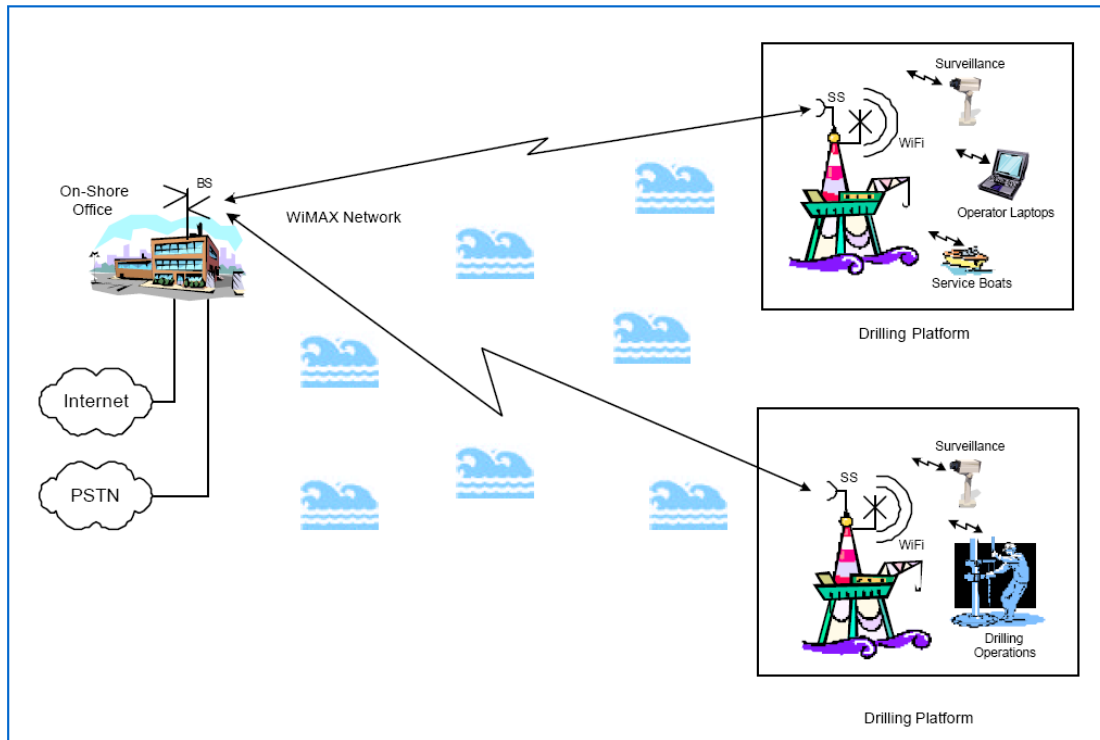 On-Shore
Office
BS
WiMAX Network
Internet
PSTN
Surveillance
SS
WiFi
Operator Laptops
Service Boats
Drilling Platform
Surveillance
SS
WiFi
Drilling
Operations
Drilling Platform